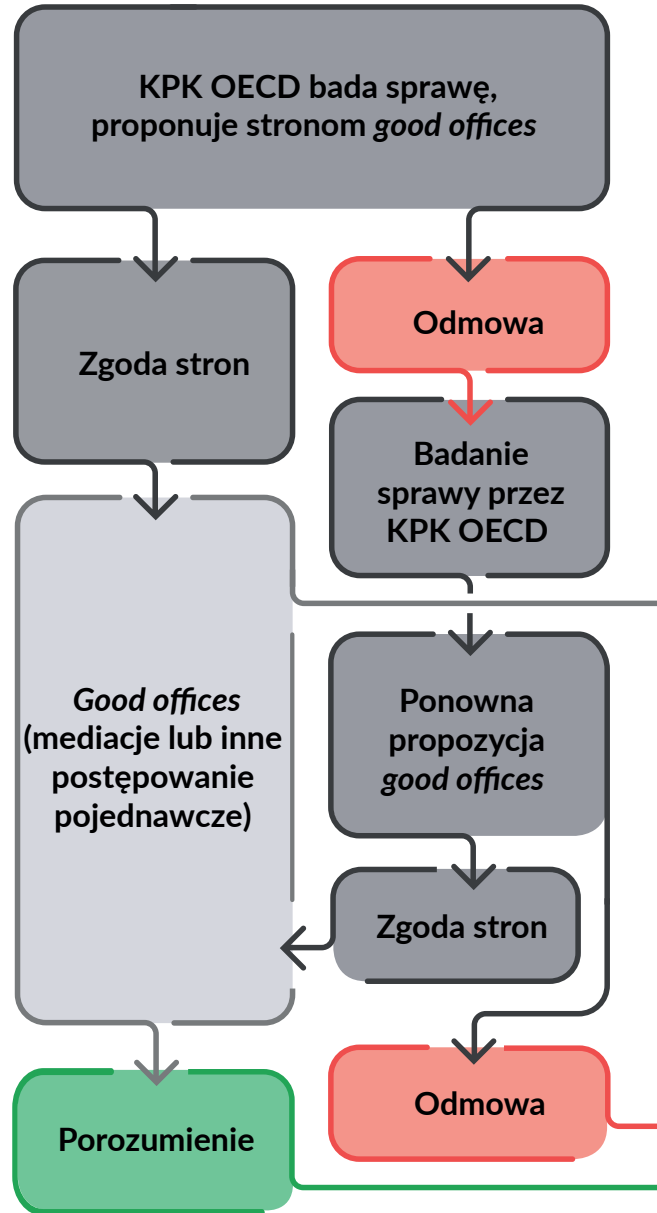 KPK OECD bada sprawę,
proponuje stronom good offices
Zgoda stron
Odmowa
Badanie
sprawy przez
KPK OECD
Good offices
(mediacje lub inne
postępowanie
pojednawcze)
Ponowna
propozycja
good offices
Zgoda stron
Odmowa
Porozumienie